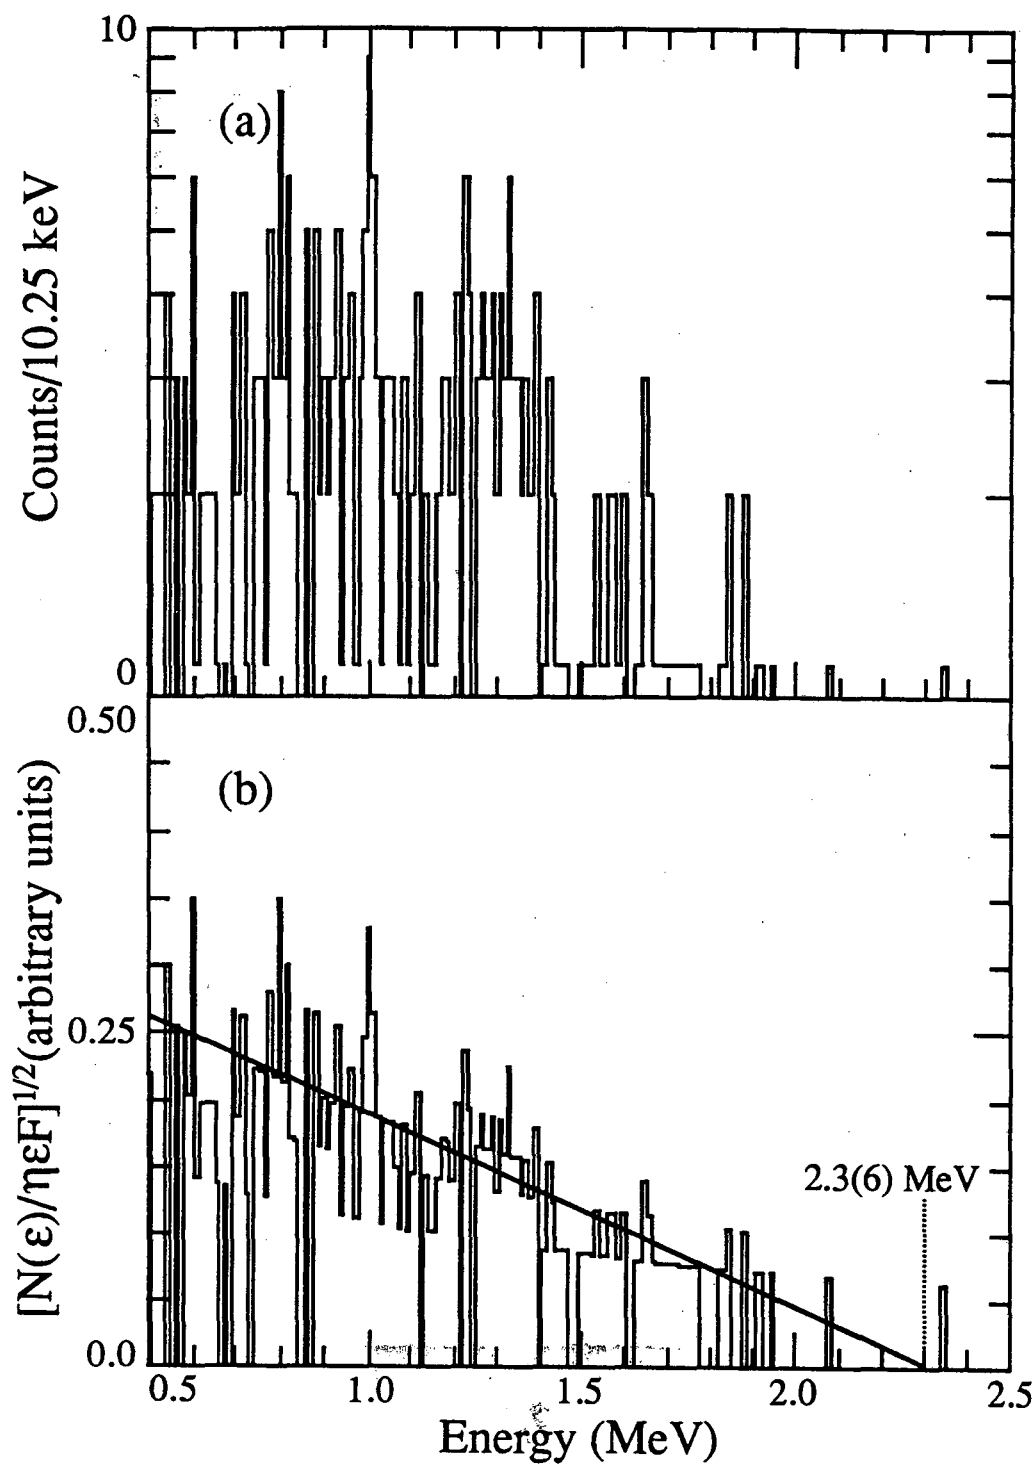 10
(a)
Counts/10.25 keV
0
0.50
(b)
[N(ε)/ηεF]^1/2(arbitrary units)
0.25
2.3(6) MeV
0.0
0.5 1.0 1.5 2.0 2.5
Energy (MeV)